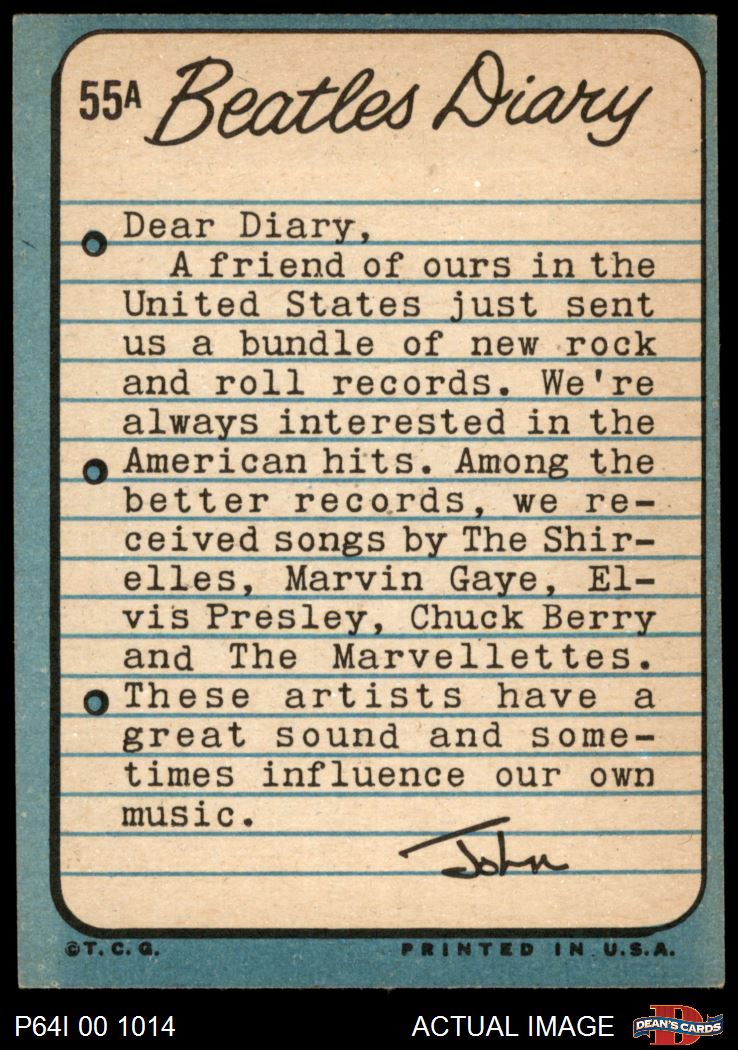 55A Beatles Diary
Dear Diary,
A friend of ours in the
United States just sent
us a bundle of new rock
and roll records. We're
always interested in the
American hits. Among the
better records, we re-
ceived songs by The Shir-
elles, Marvin Gaye, El-
vis Presley, Chuck Berry
and The Marvellettes.
These artists have a
great sound and some-
times influence our own
music.
John
©T.C.G. PRINTED IN U.S.A.
P64I 00 1014 ACTUAL IMAGE D DEAN'S CARDS